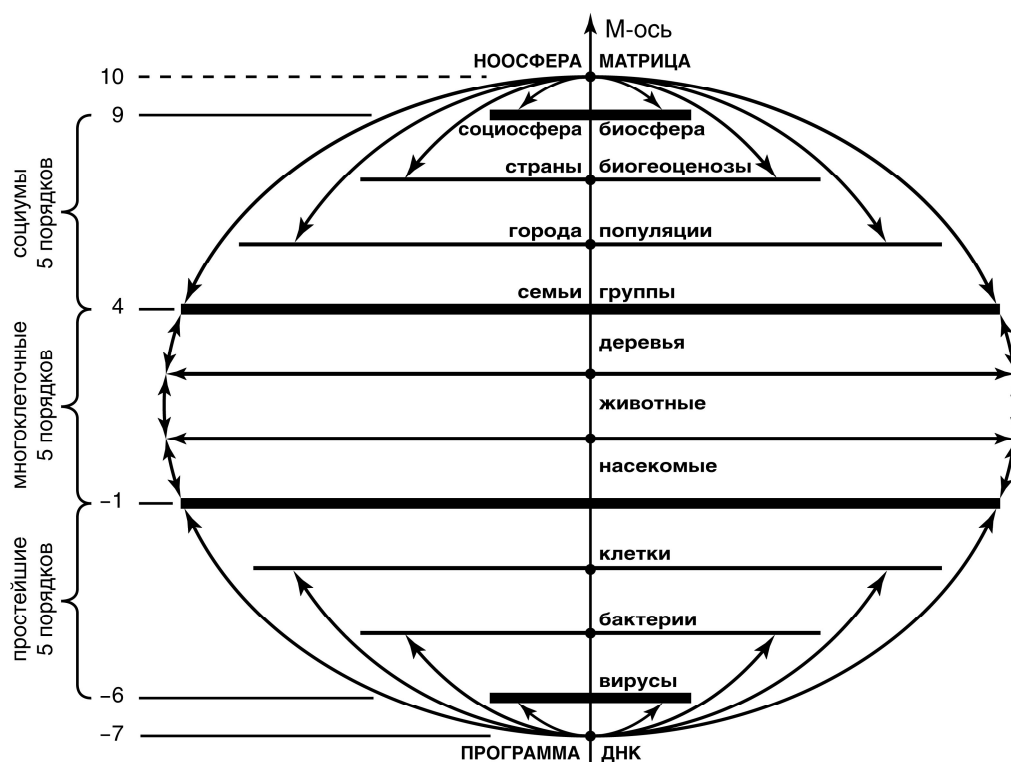 М-ось
НООСФЕРА МАТРИЦА
10
9
социосфера биосфера
страны биогеоценозы
социумы
5 порядков
города популяции
семьи группы
4
деревья
многоклеточные
5 порядков
животные
насекомые
–1
клетки
простейшие
5 порядков
бактерии
вирусы
–6
–7
ПРОГРАММА ДНК